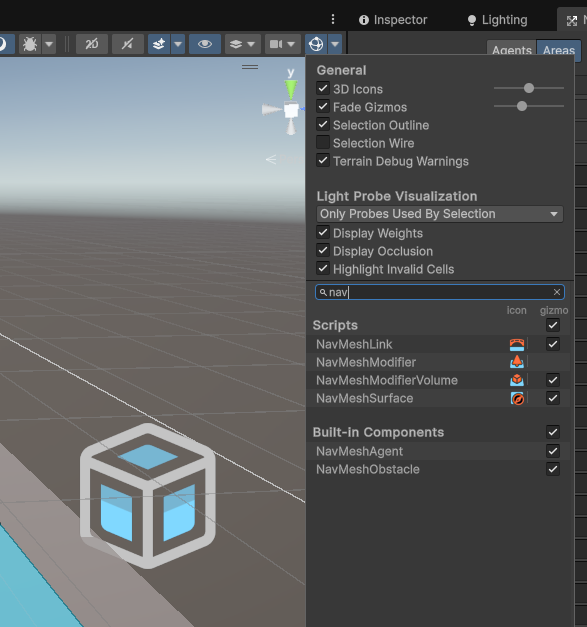 Inspector
Lighting
2D
Agents
Areas
y
General
3D Icons
Fade Gizmos
Selection Outline
Selection Wire
Terrain Debug Warnings
Light Probe Visualization
Only Probes Used By Selection
Display Weights
Display Occlusion
Highlight Invalid Cells
nav
icon gizmo
Scripts
NavMeshLink
NavMeshModifier
NavMeshModifierVolume
NavMeshSurface
Built-in Components
NavMeshAgent
NavMeshObstacle